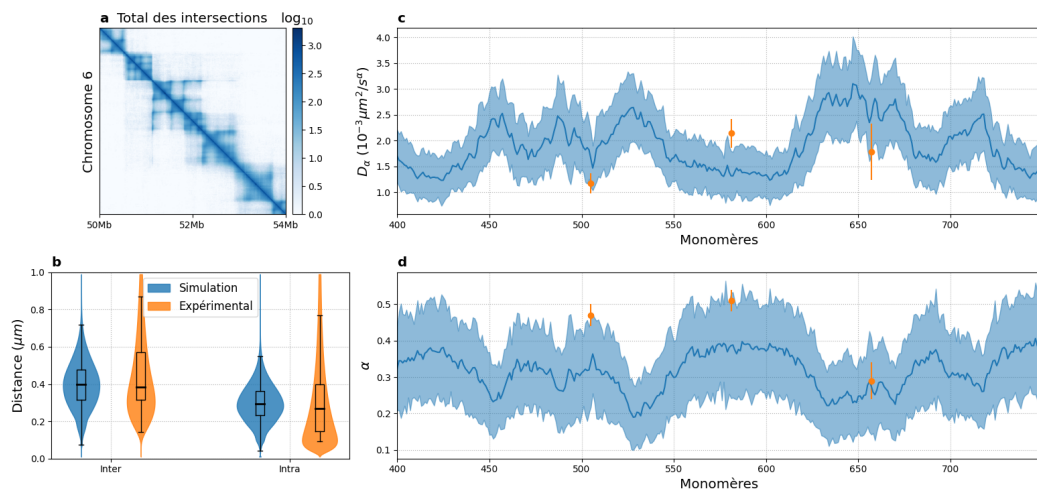 a Total des intersections log₁₀
Chromosome 6
50Mb 52Mb 54Mb
3.0
2.5
2.0
1.5
1.0
0.5
0.0
c
Dα (10⁻³μm²/sᵅ)
4.0
3.5
3.0
2.5
2.0
1.5
1.0
400 450 500 550 600 650 700
Monomères
b
Distance (μm)
1.0
0.8
0.6
0.4
0.2
0.0
Simulation
Expérimental
Inter Intra
d
α
0.5
0.4
0.3
0.2
0.1
400 450 500 550 600 650 700
Monomères